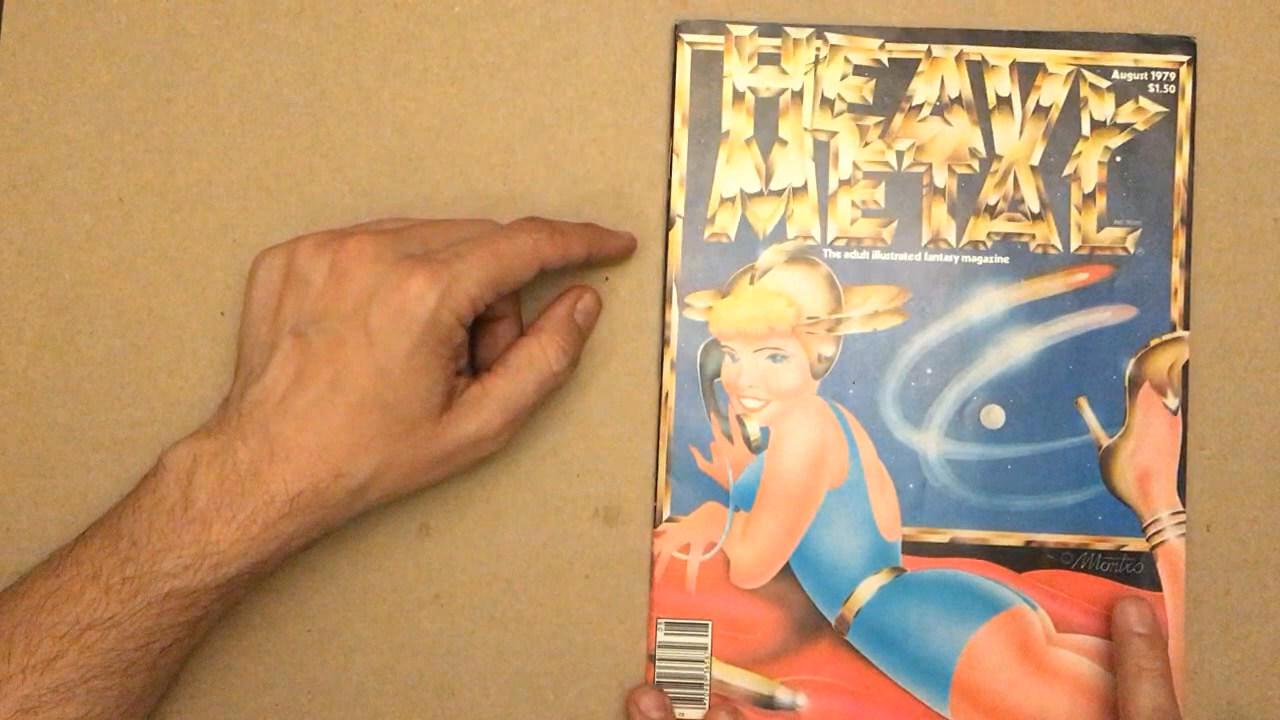 HEAVY
METAL
August 1979
$1.50
The adult illustrated fantasy magazine
© Montxo